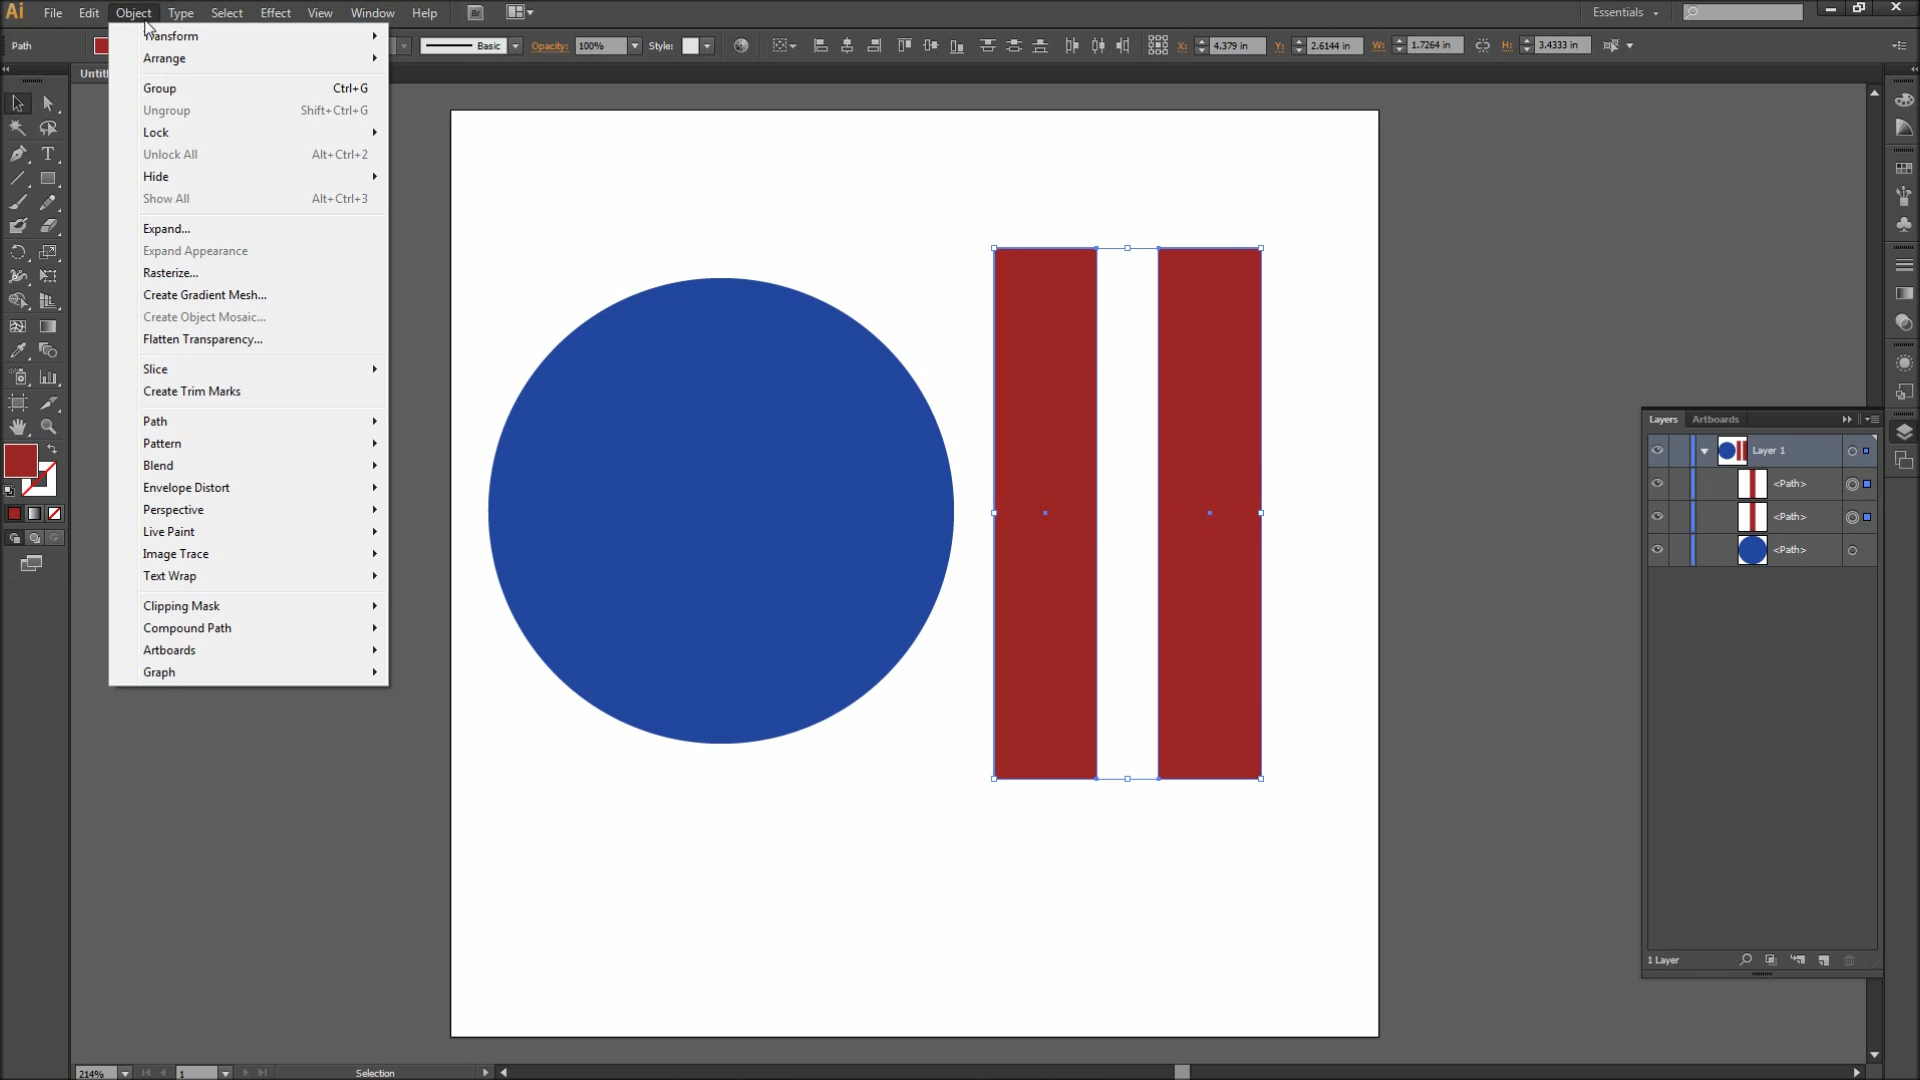 Ai File Edit Object Type Select Effect View Window Help Br Essentials
Path Basic Opacity: 100% Style: X: 4.379 in Y: 2.6144 in W: 1.7264 in H: 3.4333 in
Transform
Arrange
Group Ctrl+G
Ungroup Shift+Ctrl+G
Lock
Unlock All Alt+Ctrl+2
Hide
Show All Alt+Ctrl+3
Expand...
Expand Appearance
Rasterize...
Create Gradient Mesh...
Create Object Mosaic...
Flatten Transparency...
Slice
Create Trim Marks
Path
Pattern
Blend
Envelope Distort
Perspective
Live Paint
Image Trace
Text Wrap
Clipping Mask
Compound Path
Artboards
Graph
Layers Artboards
Layer 1
<Path>
<Path>
<Path>
1 Layer
214% 1 Selection